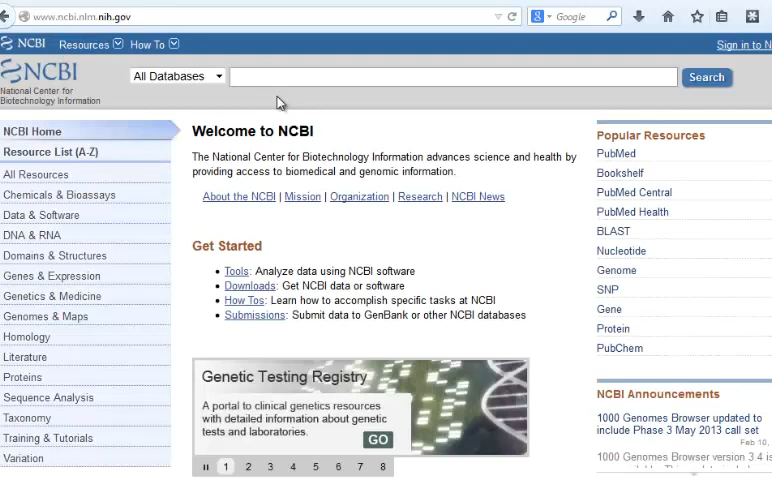 www.ncbi.nlm.nih.gov
Google
NCBI Resources How To Sign in to N
NCBI
National Center for
Biotechnology Information
All Databases
Search
NCBI Home
Resource List (A-Z)
All Resources
Chemicals & Bioassays
Data & Software
DNA & RNA
Domains & Structures
Genes & Expression
Genetics & Medicine
Genomes & Maps
Homology
Literature
Proteins
Sequence Analysis
Taxonomy
Training & Tutorials
Variation
Welcome to NCBI
The National Center for Biotechnology Information advances science and health by
providing access to biomedical and genomic information.
About the NCBI | Mission | Organization | Research | NCBI News
Get Started
Tools: Analyze data using NCBI software
Downloads: Get NCBI data or software
How Tos: Learn how to accomplish specific tasks at NCBI
Submissions: Submit data to GenBank or other NCBI databases
Genetic Testing Registry
A portal to clinical genetics resources
with detailed information about genetic
tests and laboratories.
GO
1 2 3 4 5 6 7 8
Popular Resources
PubMed
Bookshelf
PubMed Central
PubMed Health
BLAST
Nucleotide
Genome
SNP
Gene
Protein
PubChem
NCBI Announcements
1000 Genomes Browser updated to
include Phase 3 May 2013 call set
Feb 10,
1000 Genomes Browser version 3.4 is